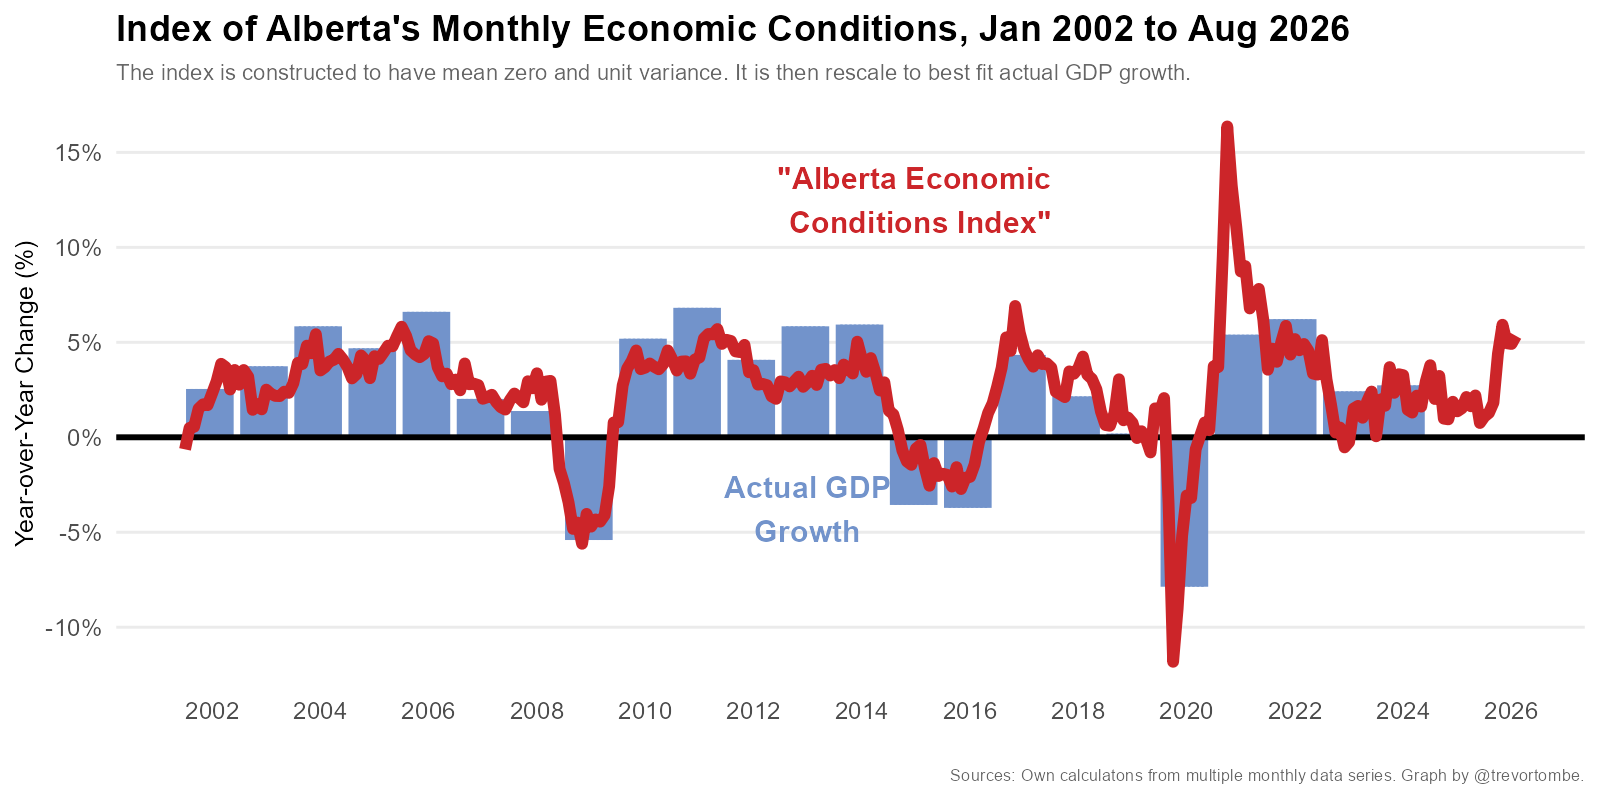 Index of Alberta's Monthly Economic Conditions, Jan 2002 to Aug 2026
The index is constructed to have mean zero and unit variance. It is then rescale to best fit actual GDP growth.
Year-over-Year Change (%)
15%
10%
5%
0%
-5%
-10%
"Alberta Economic
Conditions Index"
Actual GDP
Growth
2002 2004 2006 2008 2010 2012 2014 2016 2018 2020 2022 2024 2026
Sources: Own calculatons from multiple monthly data series. Graph by @trevortombe.